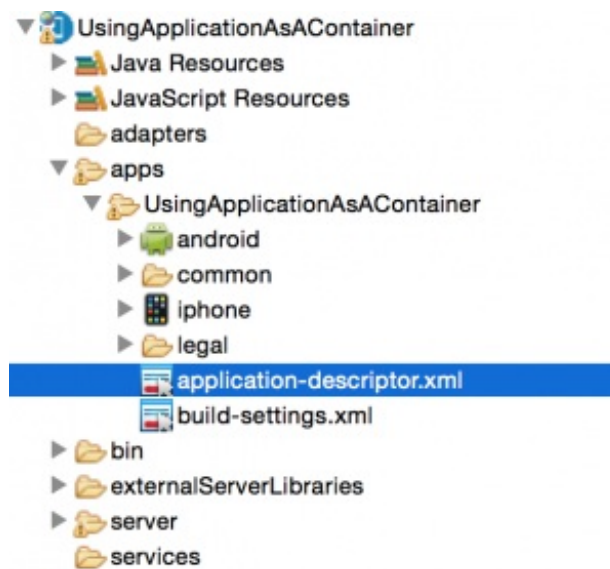 UsingApplicationAsAContainer
Java Resources
JavaScript Resources
adapters
apps
UsingApplicationAsAContainer
android
common
iphone
legal
application-descriptor.xml
build-settings.xml
bin
externalServerLibraries
server
services